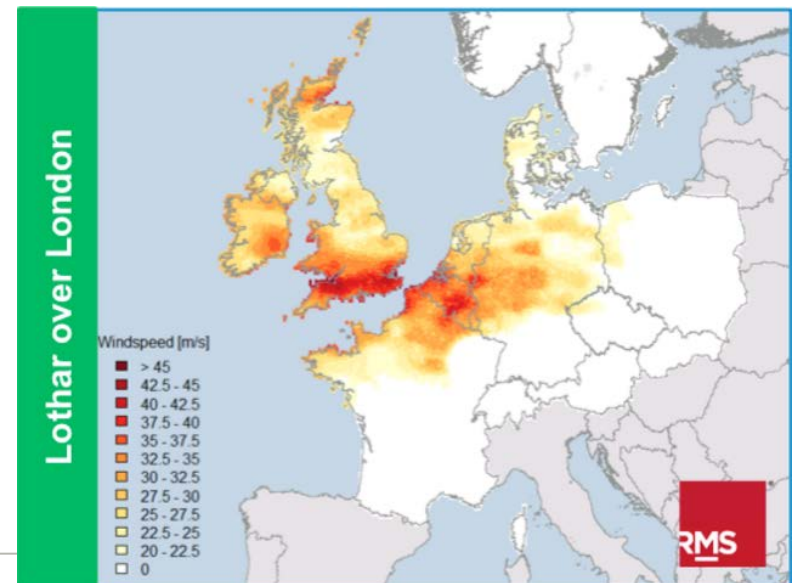 Lothar over London
Windspeed [m/s]
> 45
42.5 - 45
40 - 42.5
37.5 - 40
35 - 37.5
32.5 - 35
30 - 32.5
27.5 - 30
25 - 27.5
22.5 - 25
20 - 22.5
0
RMS